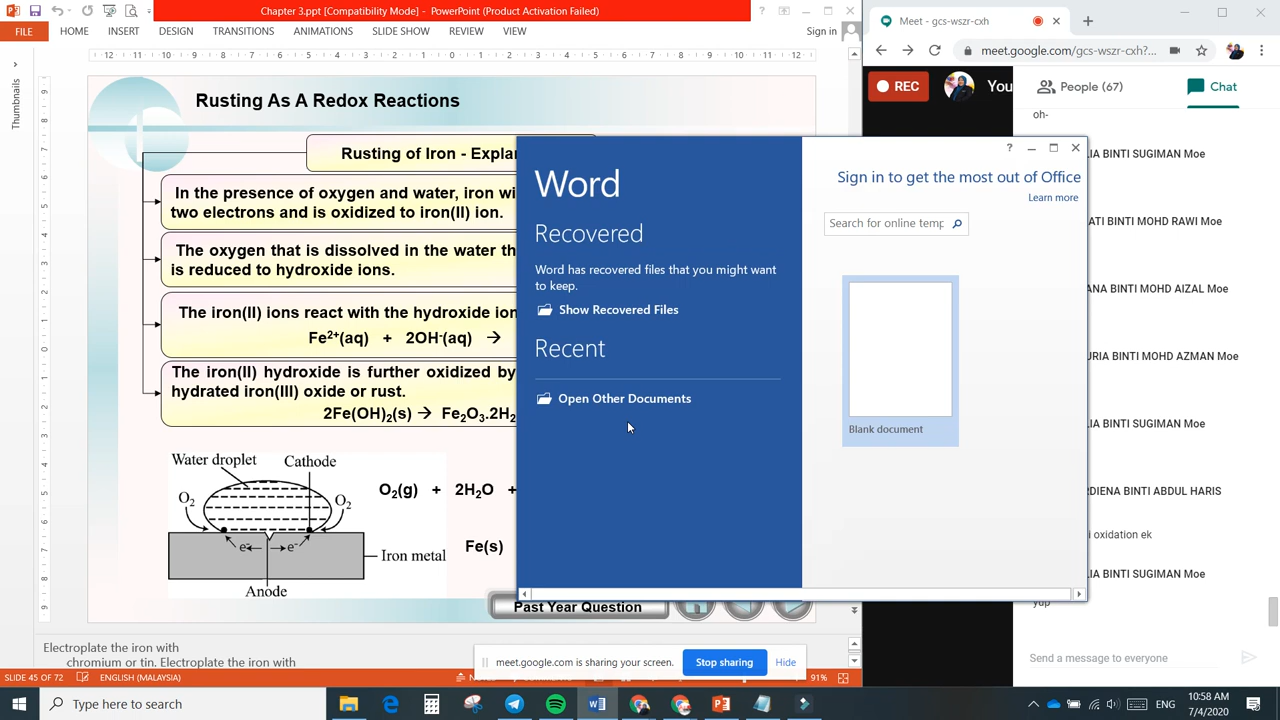 Chapter 3.ppt [Compatibility Mode] - PowerPoint (Product Activation Failed)
FILE HOME INSERT DESIGN TRANSITIONS ANIMATIONS SLIDE SHOW REVIEW VIEW Sign in
Thumbnails
Rusting As A Redox Reactions
Rusting of Iron - Expla
In the presence of oxygen and water, iron wi
two electrons and is oxidized to iron(II) ion.
The oxygen that is dissolved in the water th
is reduced to hydroxide ions.
The iron(II) ions react with the hydroxide ion
Fe²⁺(aq) + 2OH⁻(aq) →
The iron(II) hydroxide is further oxidized by
hydrated iron(III) oxide or rust.
2Fe(OH)₂(s) → Fe₂O₃.2H₂
Water droplet Cathode
O₂ O₂
O₂(g) + 2H₂O +
e⁻ e⁻
Iron metal
Fe(s)
Anode
Past Year Question
Electroplate the iron with
chromium or tin. Electroplate the iron with
SLIDE 45 OF 72 ENGLISH (MALAYSIA)
91%
Word
Recovered
Word has recovered files that you might want
to keep.
Show Recovered Files
Recent
Open Other Documents
Sign in to get the most out of Office
Learn more
Search for online temp
Blank document
meet.google.com is sharing your screen. Stop sharing Hide
Meet - gcs-wszr-cxh
meet.google.com/gcs-wszr-cxh?...
REC
You
People (67) Chat
oh-
LIA BINTI SUGIMAN Moe
ATI BINTI MOHD RAWI Moe
ANA BINTI MOHD AIZAL Moe
URIA BINTI MOHD AZMAN Moe
LIA BINTI SUGIMAN Moe
RDIENA BINTI ABDUL HARIS
i oxidation ek
LIA BINTI SUGIMAN Moe
yup
Send a message to everyone
Type here to search
ENG
10:58 AM
7/4/2020